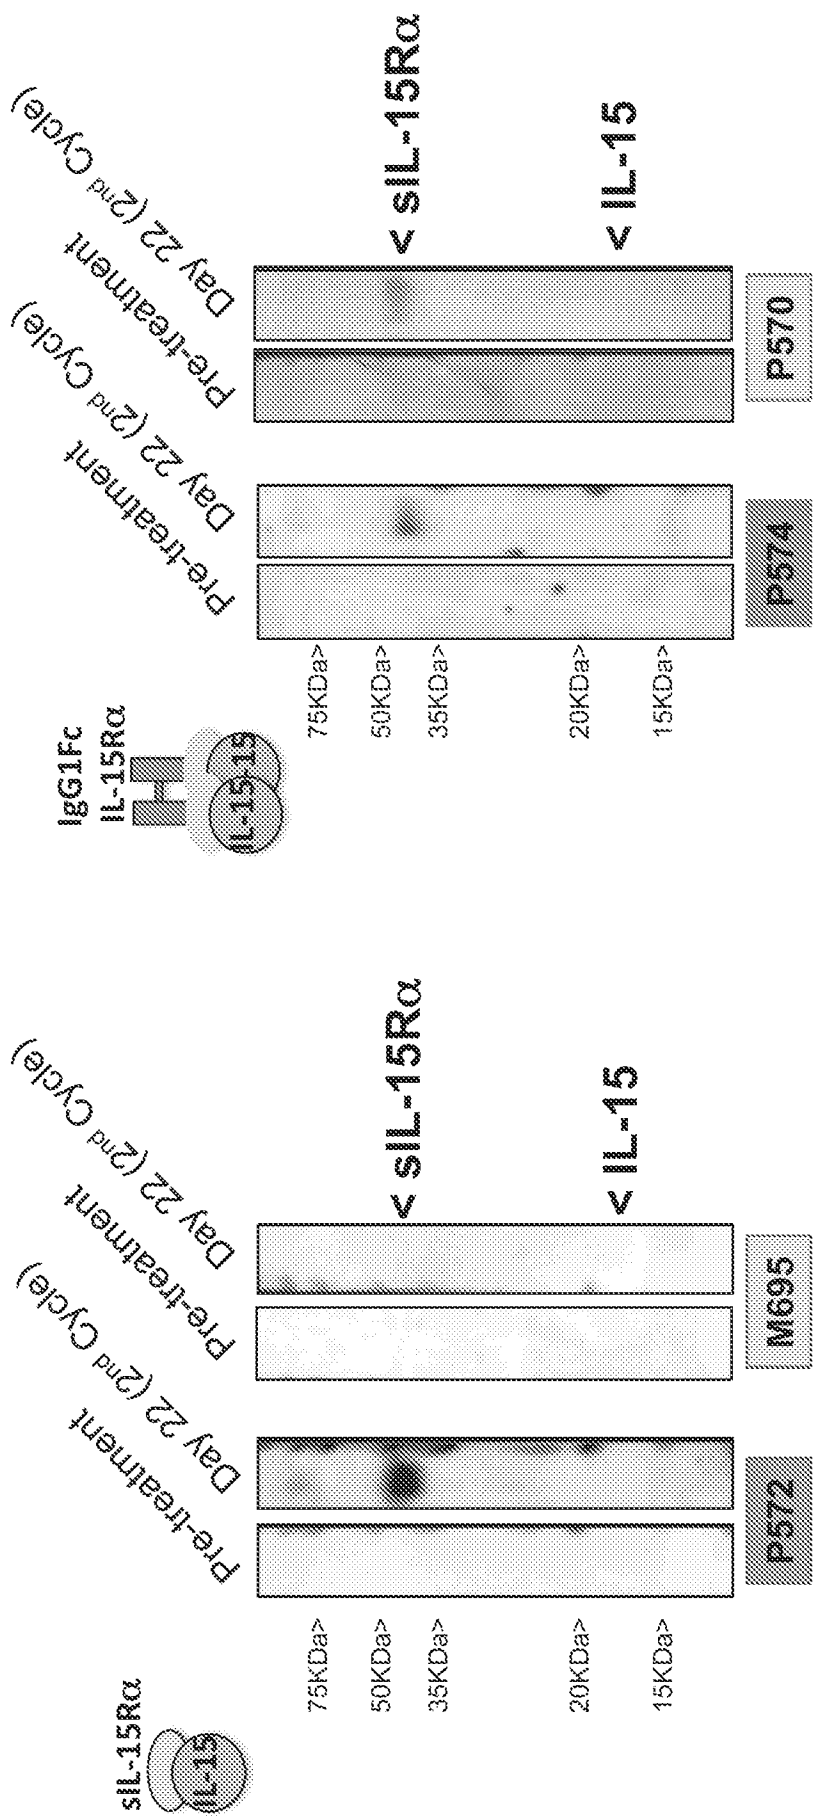 sIL-15Rα
IL-15
Pre-treatment
Day 22 (2nd Cycle)
Pre-treatment
Day 22 (2nd Cycle)
75KDa>
50KDa>
35KDa>
20KDa>
15KDa>
< sIL-15Rα
< IL-15
P572
M695
IgG1Fc
IL-15Rα
IL-15-15
Pre-treatment
Day 22 (2nd Cycle)
Pre-treatment
Day 22 (2nd Cycle)
75KDa>
50KDa>
35KDa>
20KDa>
15KDa>
< sIL-15Rα
< IL-15
P574
P570